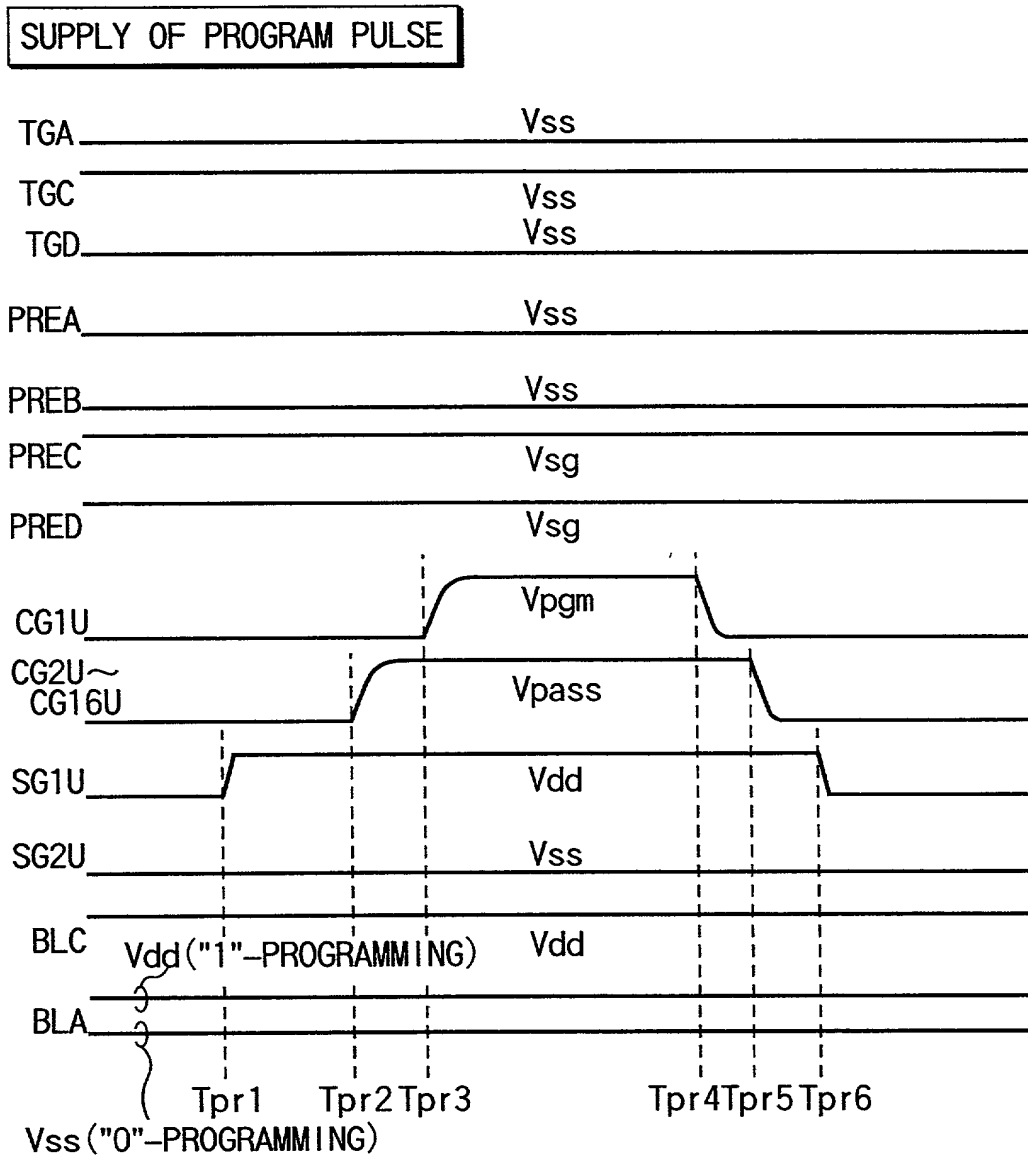 SUPPLY OF PROGRAM PULSE
TGA Vss
TGC Vss
TGD Vss
PREA Vss
PREB Vss
PREC Vsg
PRED Vsg
CG1U Vpgm
CG2U~
CG16U Vpass
SG1U Vdd
SG2U Vss
BLC Vdd
Vdd("1"-PROGRAMMING)
BLA
Tpr1 Tpr2 Tpr3 Tpr4 Tpr5 Tpr6
Vss("0"-PROGRAMMING)